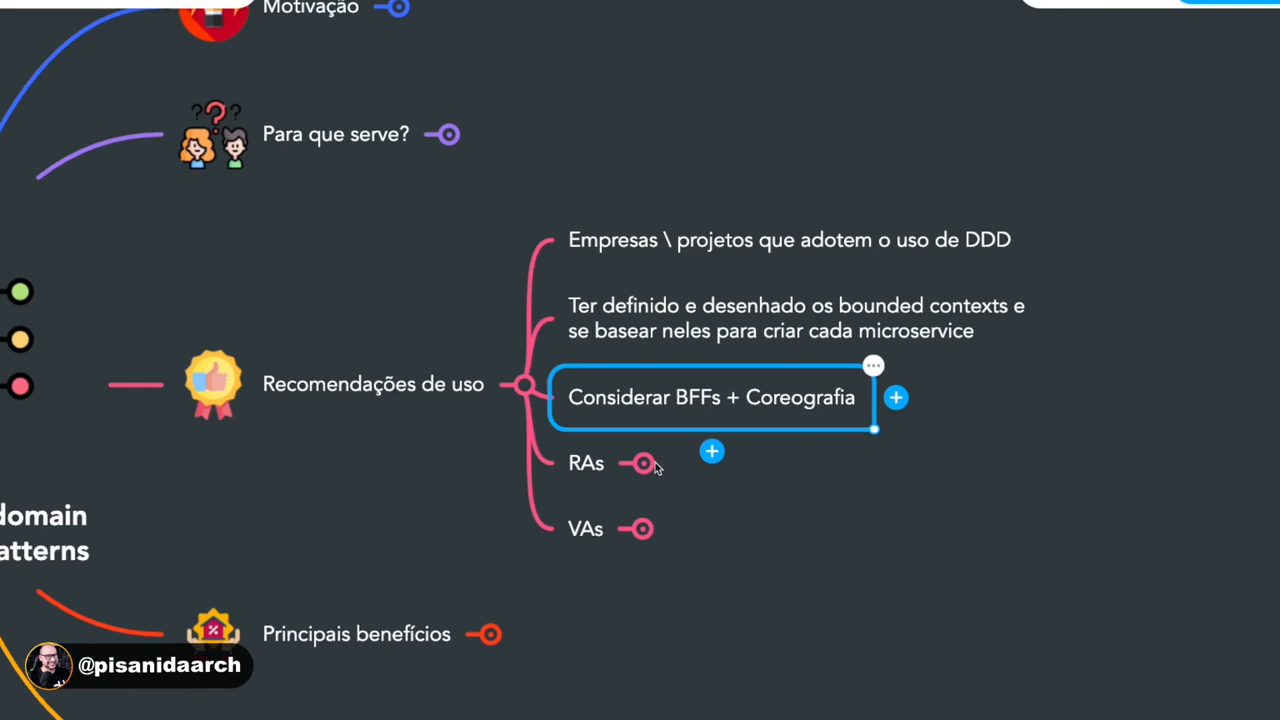 Motivação
Para que serve?
Empresas \ projetos que adotem o uso de DDD
Ter definido e desenhado os bounded contexts e
se basear neles para criar cada microservice
Recomendações de uso
Considerar BFFs + Coreografia
RAs
VAs
domain
atterns
Principais benefícios
@pisanidaarch